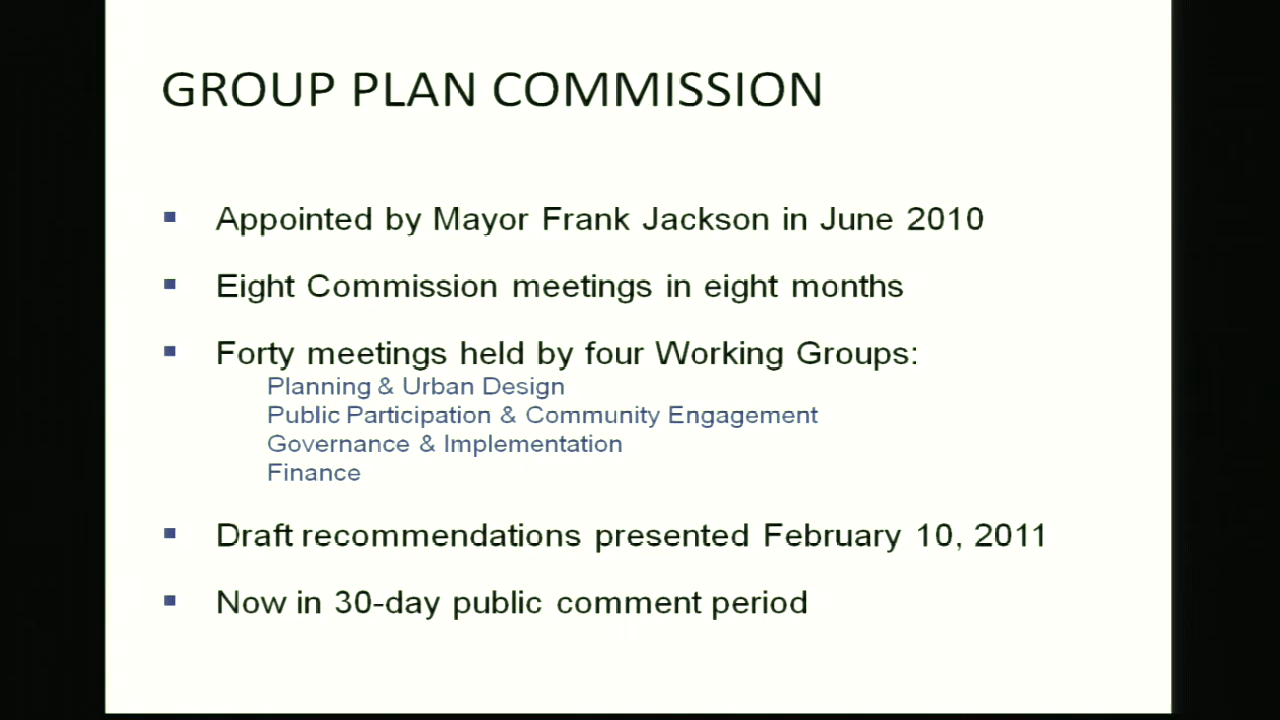 GROUP PLAN COMMISSION
▪ Appointed by Mayor Frank Jackson in June 2010
▪ Eight Commission meetings in eight months
▪ Forty meetings held by four Working Groups:
Planning & Urban Design
Public Participation & Community Engagement
Governance & Implementation
Finance
▪ Draft recommendations presented February 10, 2011
▪ Now in 30-day public comment period